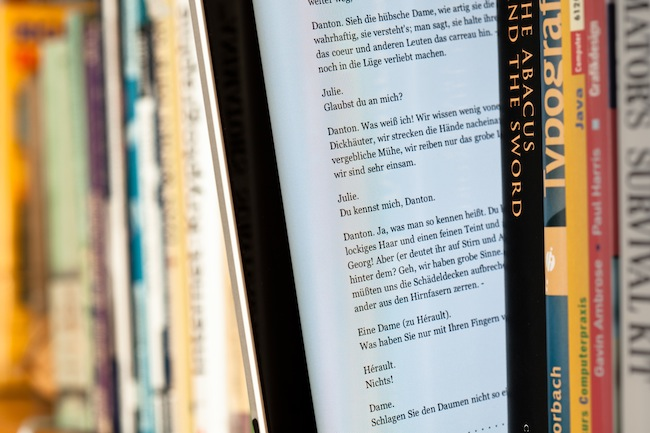 Danton. Sieh die hübsche Dame, wie artig sie die
wahrhaftig, sie versteht's; man sagt, sie halte ihre
das coeur und anderen Leuten das carreau hin.
noch in die Lüge verliebt machen.
Julie.
Glaubst du an mich?
Danton. Was weiß ich! Wir wissen wenig
Dickhäuter, wir strecken die Hände
vergebliche Mühe, wir reiben nur das grobe
wir sind sehr einsam.
Julie.
Du kennst mich, Danton.
Danton. Ja, was man so kennen heißt. Du
lockiges Haar und einen feinen Teint und
Georg! Aber (er deutet ihr auf Stirn und A
hinter dem? Geh, wir haben grobe Sinne.
müßten uns die Schädeldecken aufbreche
ander aus den Hirnfasern zerren. -
Eine Dame (zu Hérault).
Was haben Sie nur mit Ihren Fingern v
Hérault.
Nichts!
Dame.
Schlagen Sie den Daumen nicht so
HE ABACUS
ND THE SWORD
Typografi
orbach
Computer
Java
urs Computerpraxis
Grafikdesign
Gavin Ambrose · Paul Harris
MATOR'S SURVIVAL KIT